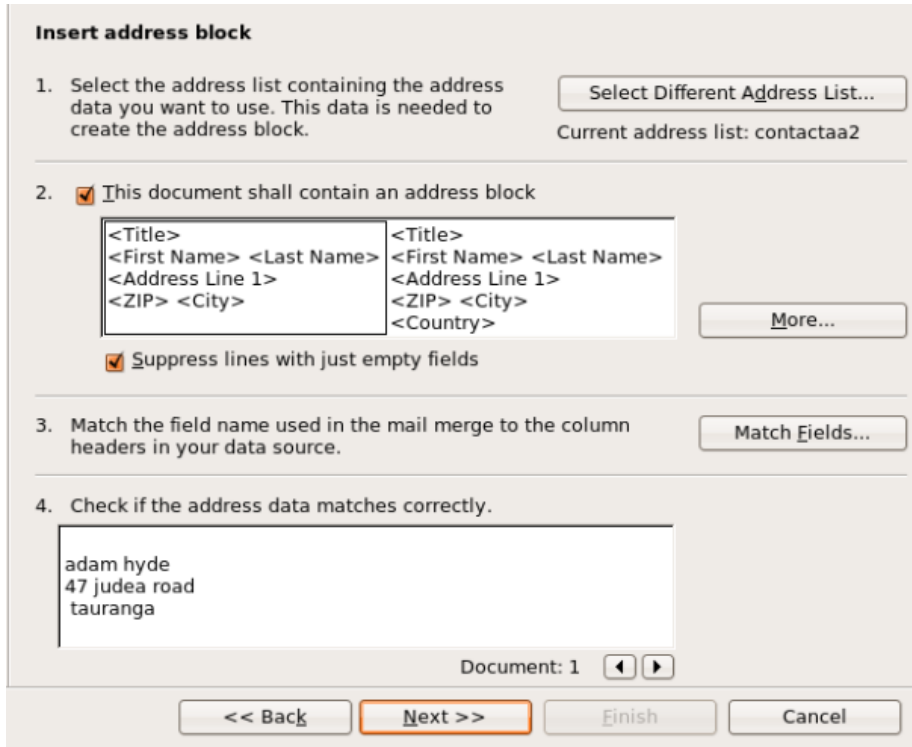 Insert address block
1. Select the address list containing the address
data you want to use. This data is needed to
create the address block.
Select Different Address List...
Current address list: contactaa2
2. This document shall contain an address block
<Title>
<First Name> <Last Name>
<Address Line 1>
<ZIP> <City>
<Title>
<First Name> <Last Name>
<Address Line 1>
<ZIP> <City>
<Country>
More...
Suppress lines with just empty fields
3. Match the field name used in the mail merge to the column
headers in your data source.
Match Fields...
4. Check if the address data matches correctly.
adam hyde
47 judea road
tauranga
Document: 1
<< Back
Next >>
Finish
Cancel